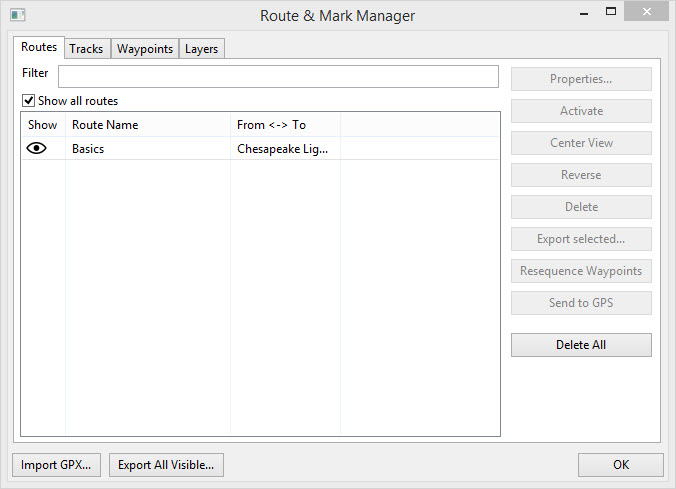 Route & Mark Manager
Routes Tracks Waypoints Layers
Filter
Show all routes
Show Route Name From <-> To
Basics Chesapeake Lig...
Properties...
Activate
Center View
Reverse
Delete
Export selected...
Resequence Waypoints
Send to GPS
Delete All
Import GPX... Export All Visible... OK